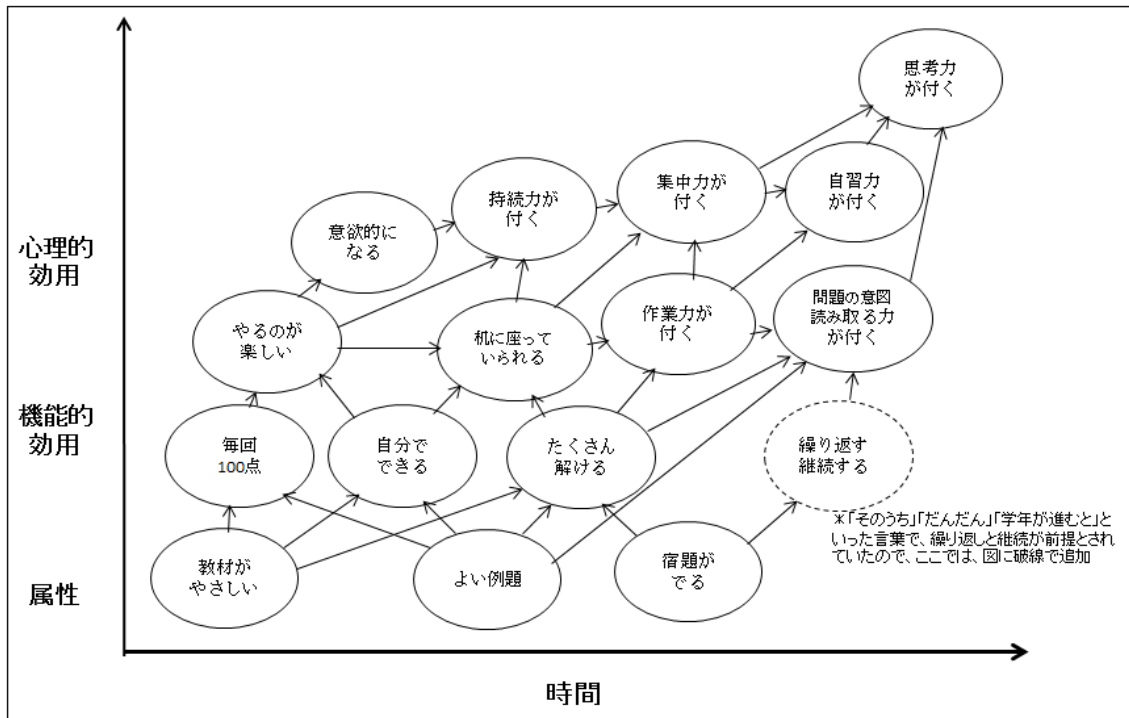 思考力
が付く
集中力が
付く
自習力
が付く
持続力が
付く
意欲的に
なる
心理的
効用
問題の意図
読み取る力
が付く
作業力が
付く
やるのが
楽しい
机に座って
いられる
機能的
効用
毎回
100点
自分で
できる
たくさん
解ける
繰り返す
継続する
*「そのうち」「だんだん」「学年が進むと」と
いった言葉で、繰り返しと継続が前提とされ
ていたので、ここでは、図に破線で追加
属性
教材が
やさしい
よい例題
宿題が
でる
時間